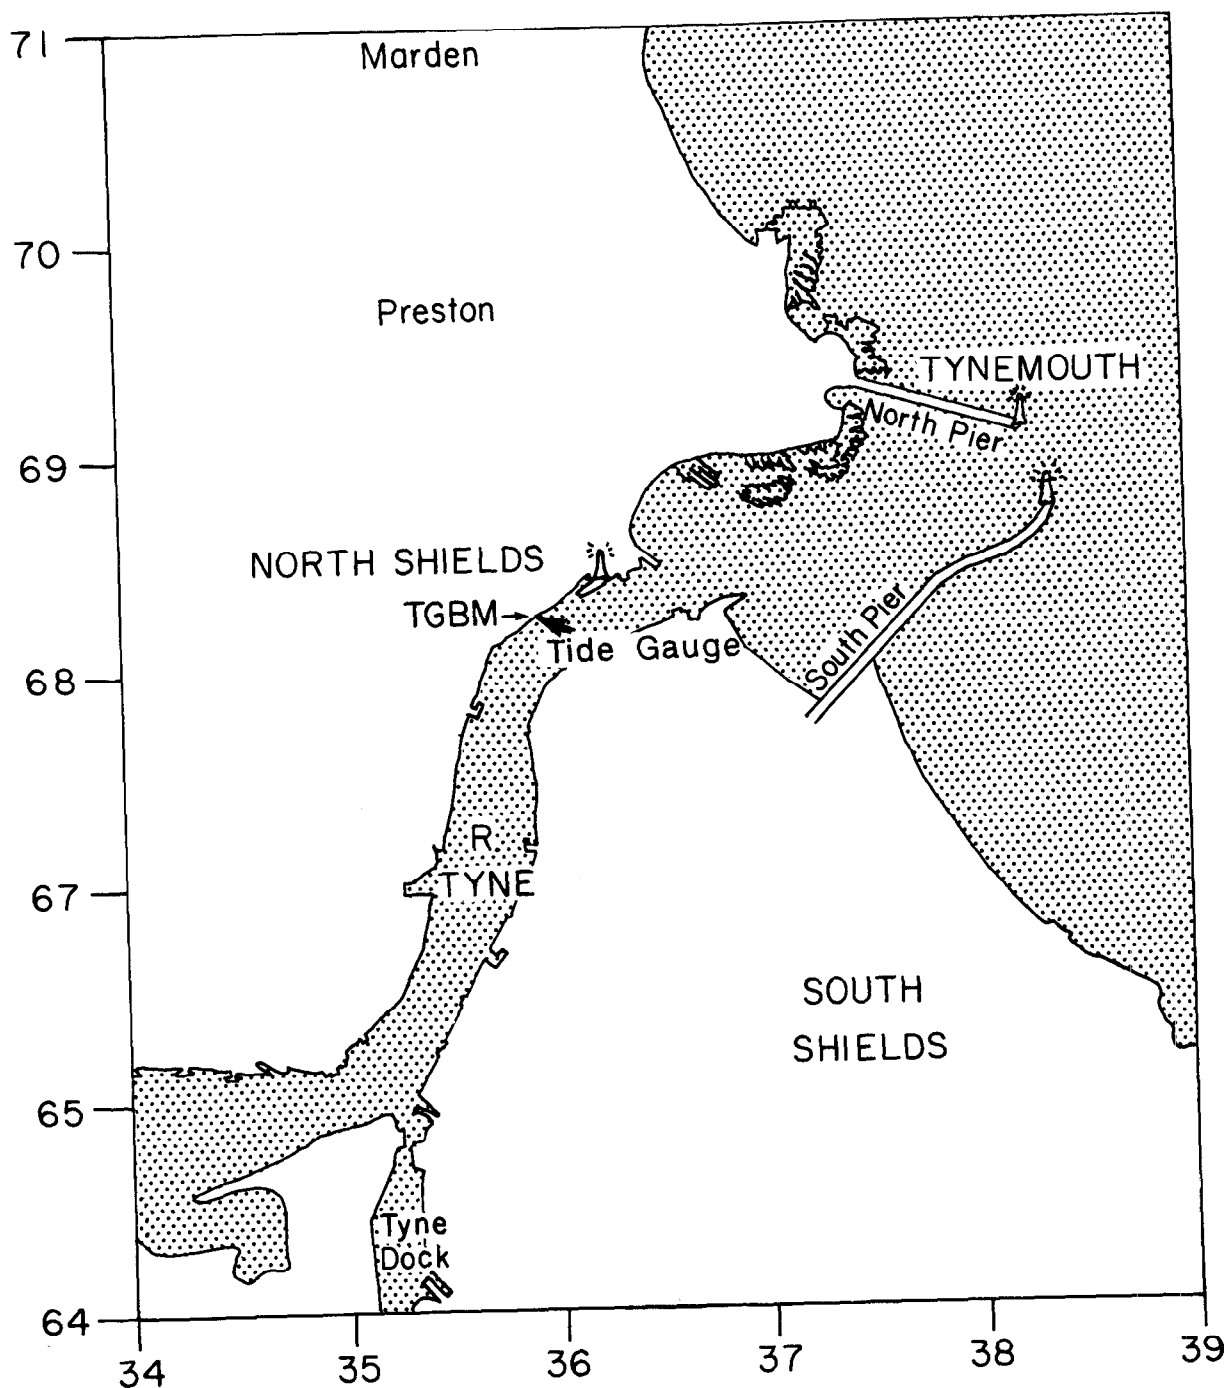 71
Marden
70
Preston
TYNEMOUTH
North Pier
69
NORTH SHIELDS
TGBM
Tide Gauge
South Pier
68
R.
TYNE
67
SOUTH
SHIELDS
65
Tyne
Dock
64
34
35
36
37
38
39